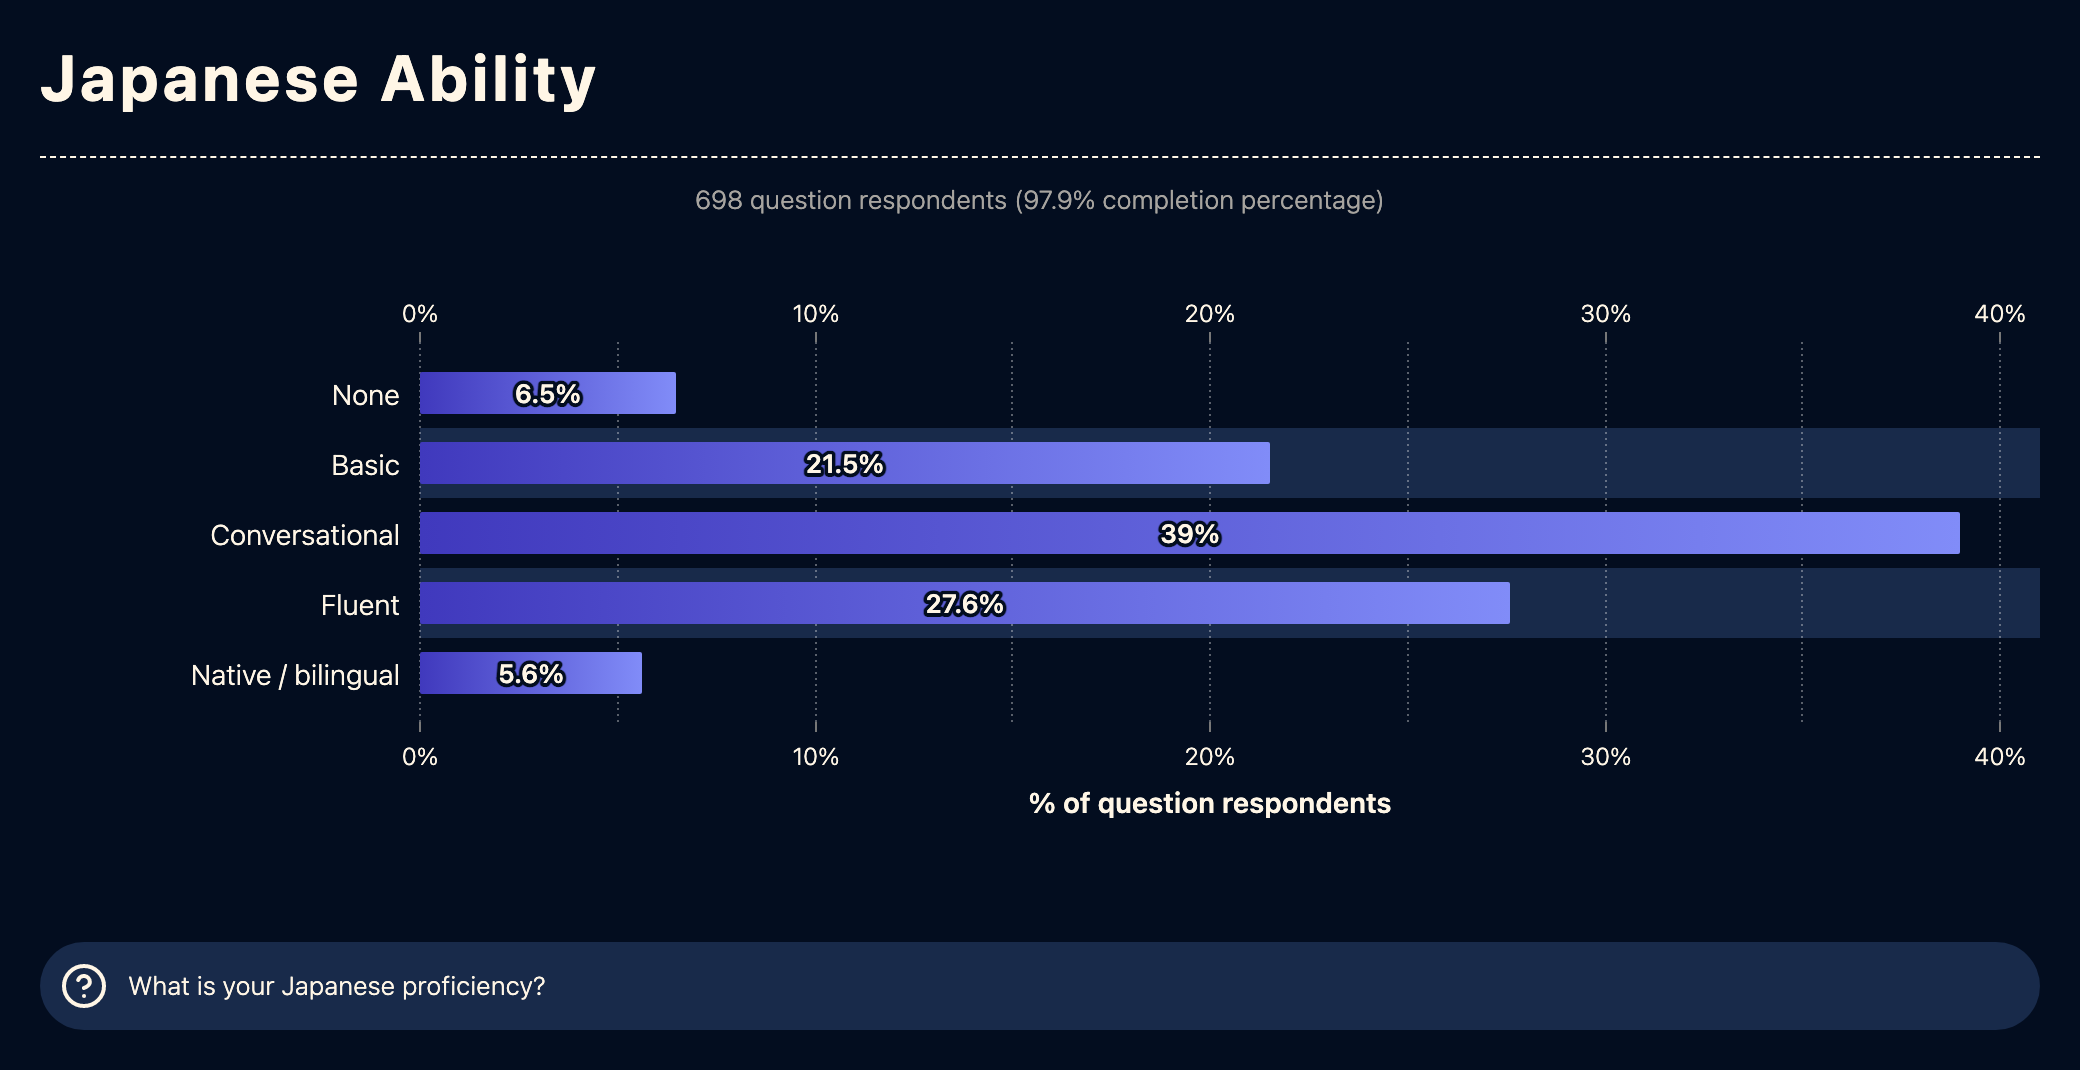 Japanese Ability
698 question respondents (97.9% completion percentage)
0% 10% 20% 30% 40%
None 6.5%
Basic 21.5%
Conversational 39%
Fluent 27.6%
Native / bilingual 5.6%
0% 10% 20% 30% 40%
% of question respondents
What is your Japanese proficiency?